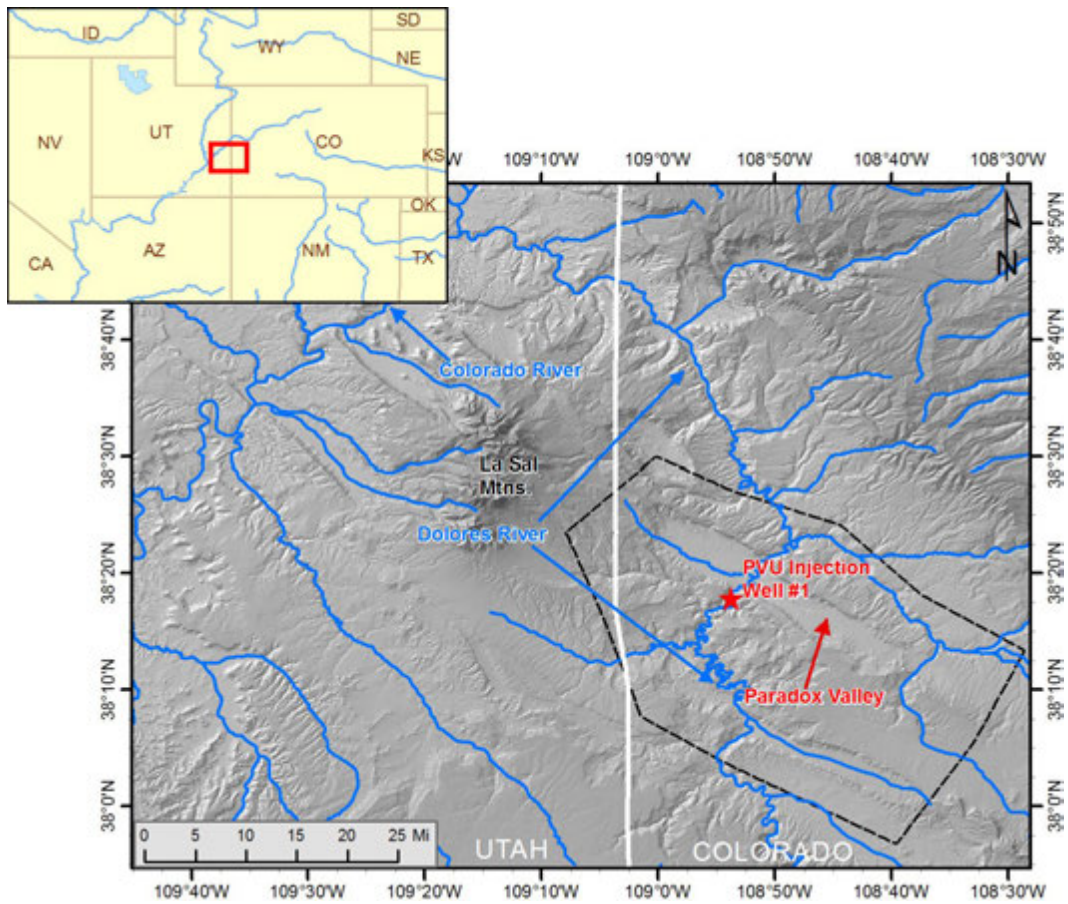 ID
WY
SD
NE
NV
UT
CO
KS
CA
AZ
NM
OK
TX
109°10'W
109°0'W
108°50'W
108°40'W
108°30'W
38°50'N
38°40'N
38°30'N
38°20'N
38°10'N
38°0'N
N
38°40'N
38°30'N
38°20'N
38°10'N
38°0'N
Colorado River
La Sal
Mtns.
Dolores River
PVU Injection
Well #1
Paradox Valley
0 5 10 15 20 25 Mi
UTAH
COLORADO
109°40'W
109°30'W
109°20'W
109°10'W
109°0'W
108°50'W
108°40'W
108°30'W